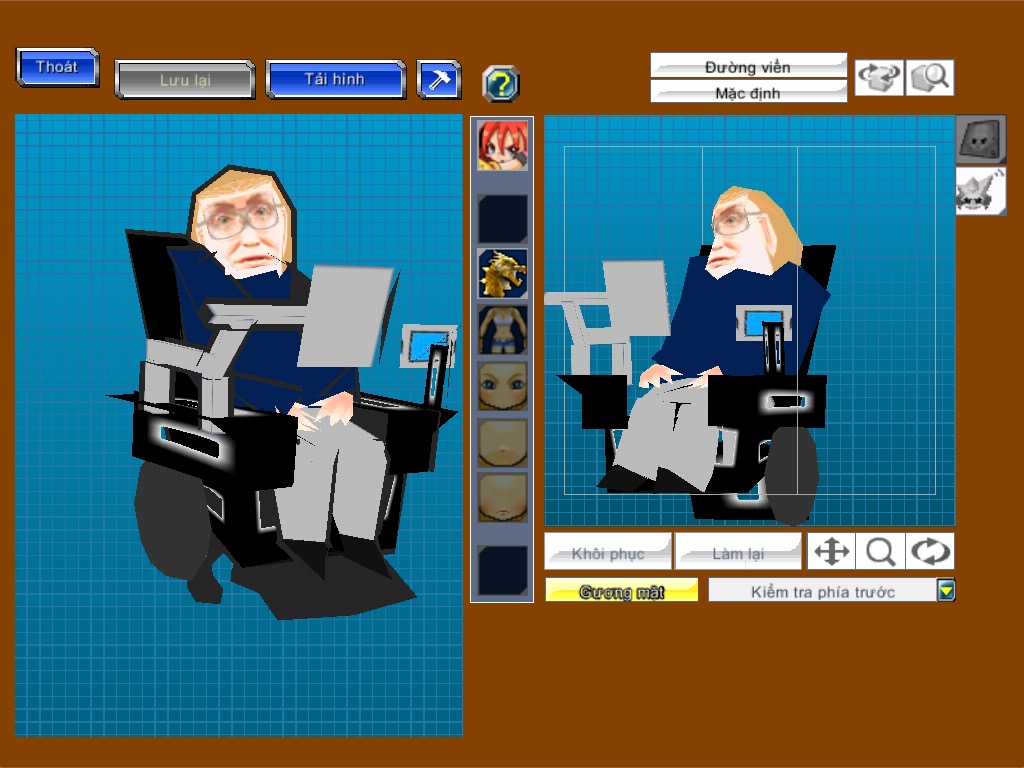 Thoát
Lưu lại
Tải hình
Đường viền
Mặc định
Khôi phục
Làm lại
Gương mặt
Kiểm tra phía trước